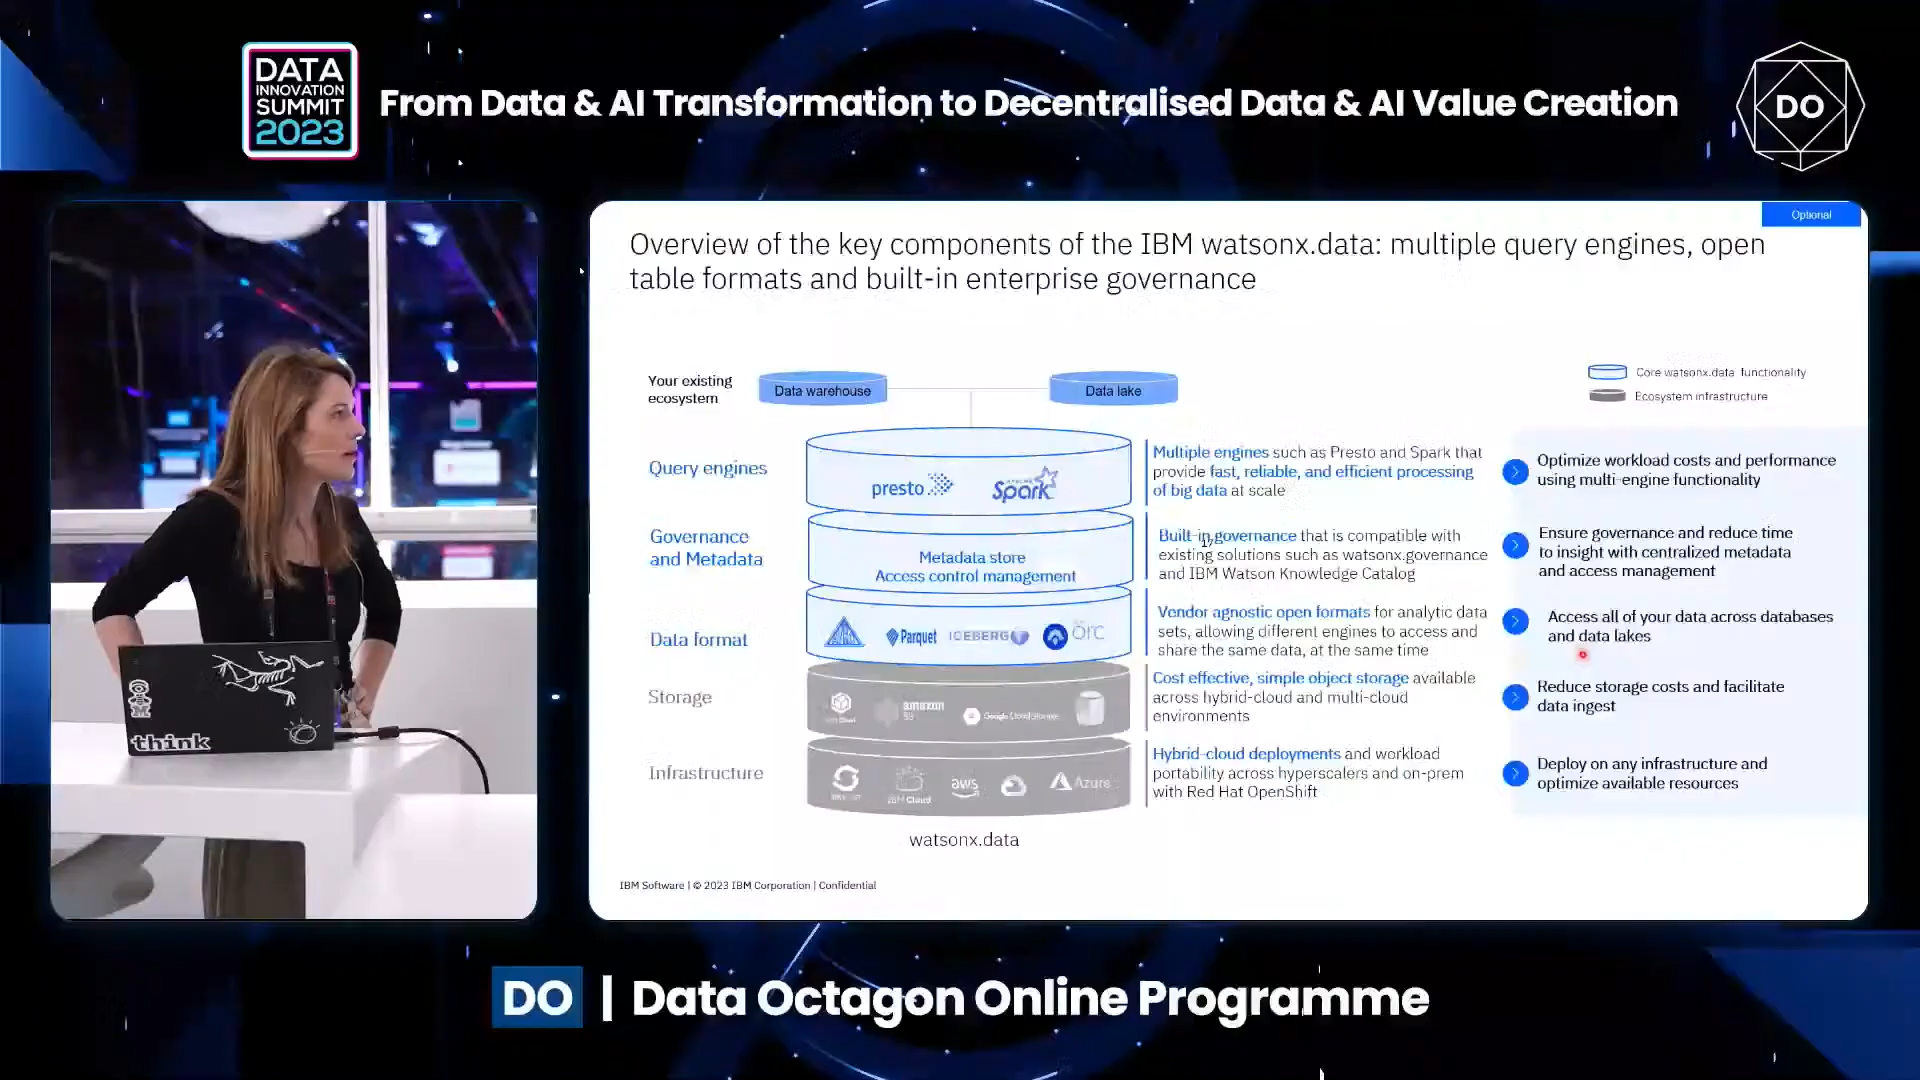 DATA
INNOVATION
SUMMIT
2023
From Data & AI Transformation to Decentralised Data & AI Value Creation
DO
Optional
Overview of the key components of the IBM watsonx.data: multiple query engines, open
table formats and built-in enterprise governance
Your existing
ecosystem
Data warehouse
Data lake
Core watsonx.data functionality
Ecosystem infrastructure
Query engines
presto
APACHE
Spark
Multiple engines such as Presto and Spark that
provide fast, reliable, and efficient processing
of big data at scale
Optimize workload costs and performance
using multi-engine functionality
Governance
and Metadata
Metadata store
Access control management
Built-in governance that is compatible with
existing solutions such as watsonx.governance
and IBM Watson Knowledge Catalog
17
Ensure governance and reduce time
to insight with centralized metadata
and access management
Data format
Parquet
ICEBERG
orc
Vendor agnostic open formats for analytic data
sets, allowing different engines to access and
share the same data, at the same time
Access all of your data across databases
and data lakes
Storage
amazon
S3
Google Cloud Storage
Cost effective, simple object storage available
across hybrid-cloud and multi-cloud
environments
Reduce storage costs and facilitate
data ingest
Infrastructure
IBM Cloud
aws
Azure
Hybrid-cloud deployments and workload
portability across hyperscalers and on-prem
with Red Hat OpenShift
Deploy on any infrastructure and
optimize available resources
watsonx.data
IBM Software | © 2023 IBM Corporation | Confidential
think
DO | Data Octagon Online Programme